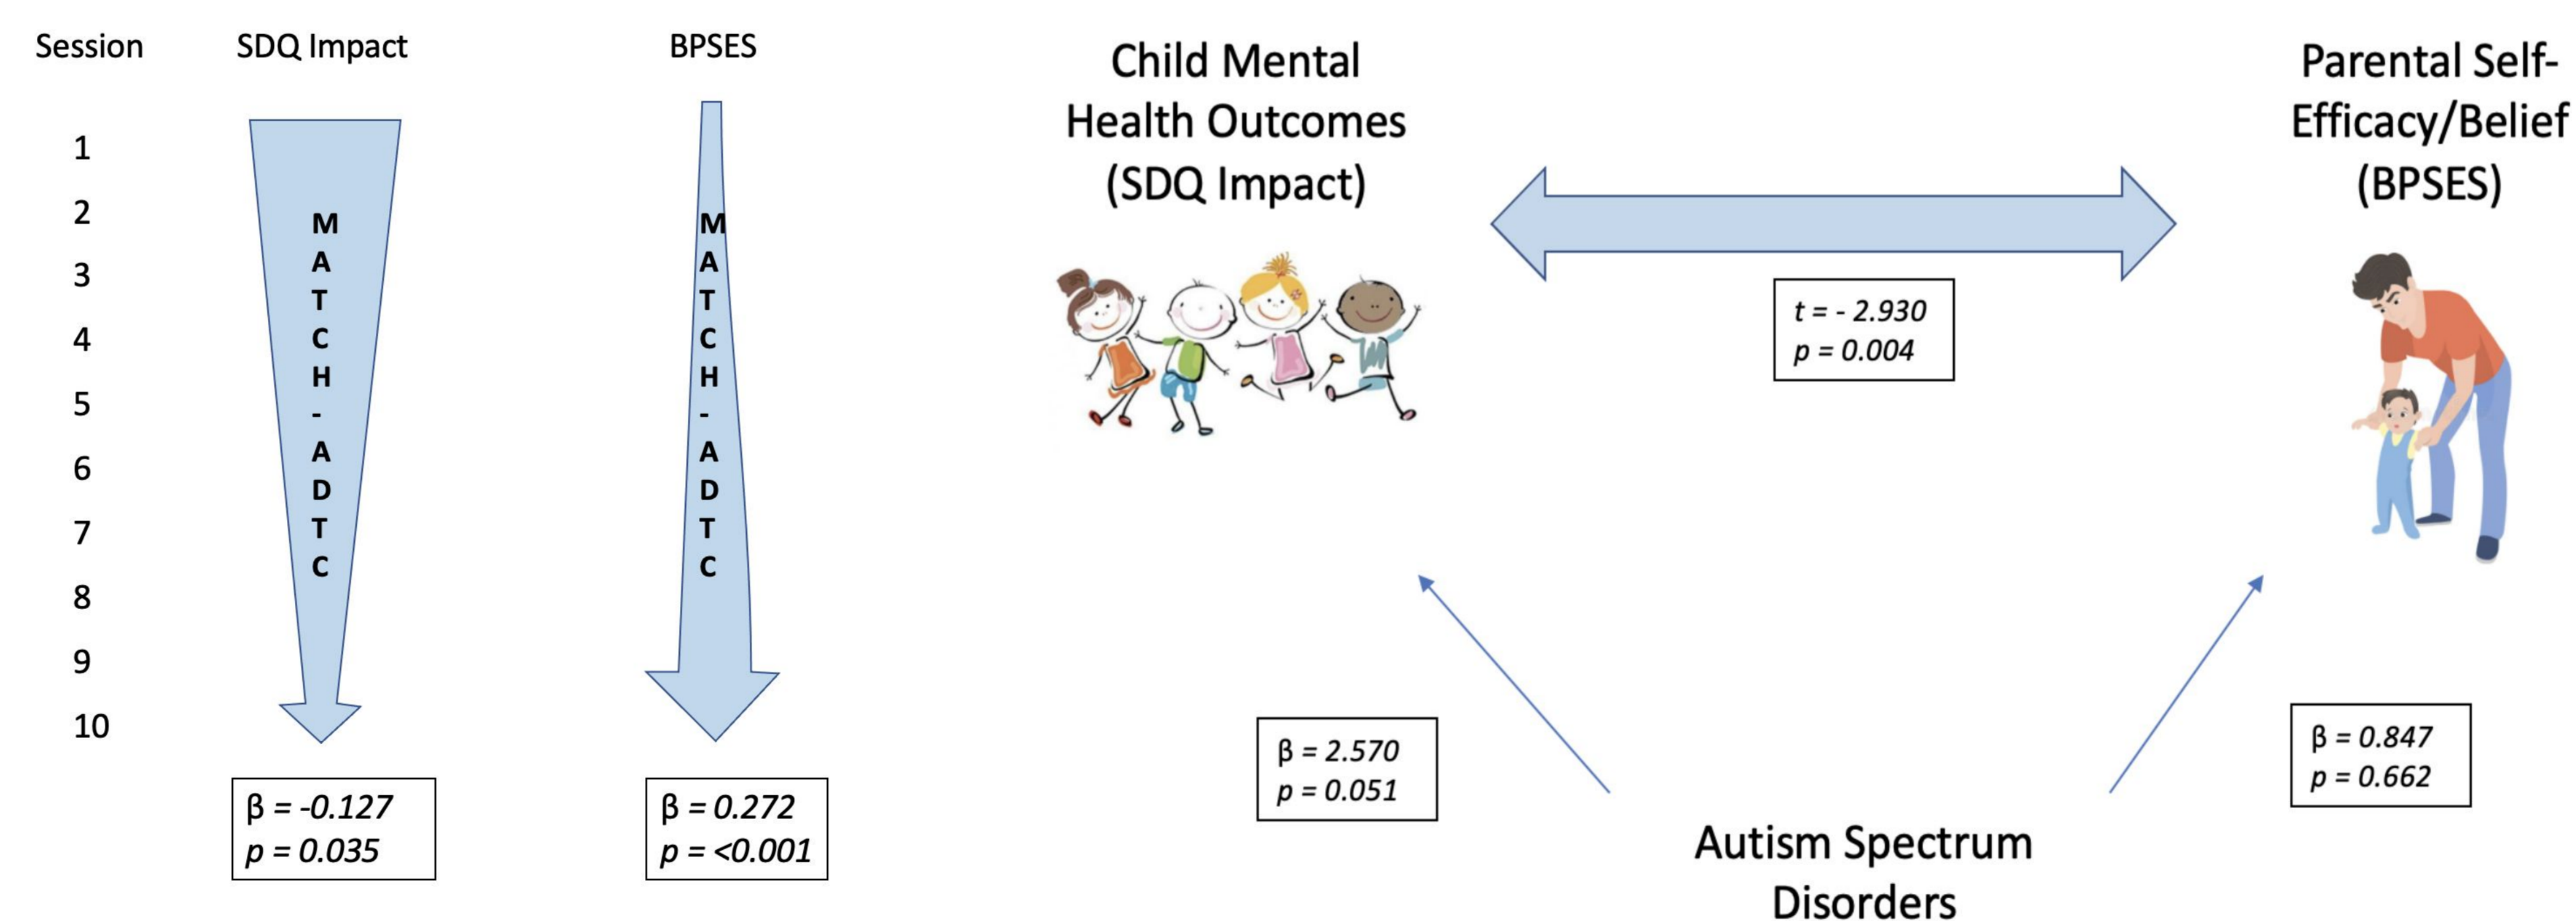 Session
SDQ Impact
BPSES
1
2
3
4
5
6
7
8
9
10
M
A
T
C
H
-
A
D
T
C
M
A
T
C
H
-
A
D
T
C
β = -0.127
p = 0.035
β = 0.272
p = <0.001
Child Mental
Health Outcomes
(SDQ Impact)
Parental Self-
Efficacy/Belief
(BPSES)
t = - 2.930
p = 0.004
β = 2.570
p = 0.051
β = 0.847
p = 0.662
Autism Spectrum
Disorders